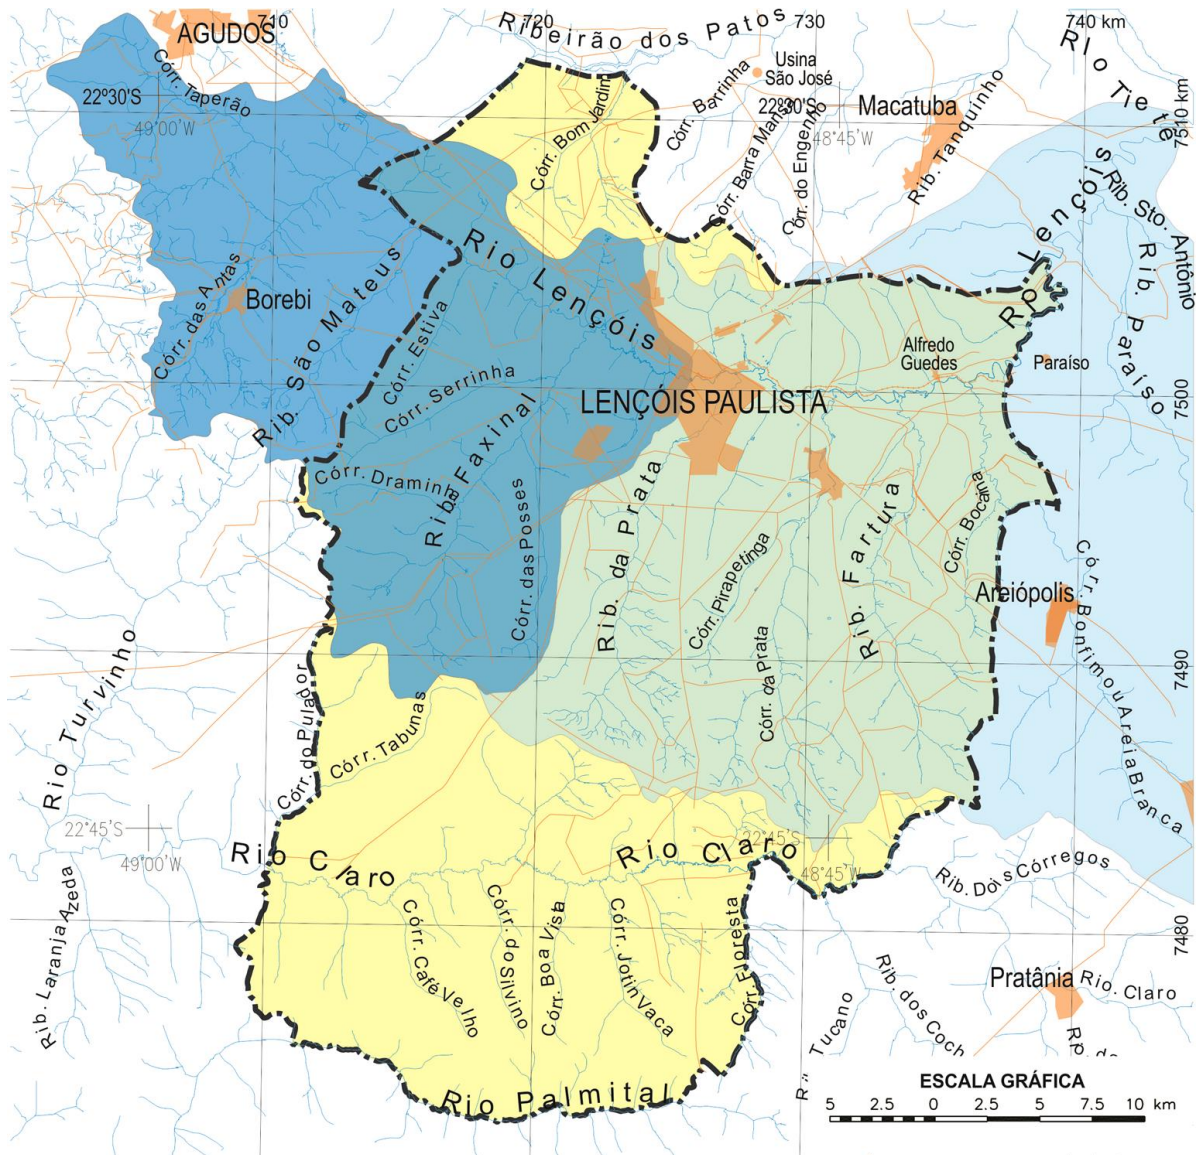 710
720
730
740 km
AGUDOS
Ribeirão dos Patos
Rio Tietê
Usina
São José
Córr. Taperão
22º30'S
49°00'W
Córr. Bom Jardim
Córr. Barrinha
22º30'S
48°45'W
Macatuba
7510 km
Córr. Barra Mansa
Córr. do Engenho
Rib. Tanquinho
Rio Lençóis
Rib. Sto. Antônio
Rib. Paraíso
Rio Lençóis
Córr. das Antas
Borebi
Rib. São Mateus
Córr. Estiva
Córr. Serrinha
Alfredo
Guedes
Paraíso
7500
LENÇÓIS PAULISTA
Rib. Faxinal
Córr. Draminha
Córr. das Posses
Rib. da Prata
Córr. Pirapetinga
Rib. Fartura
Córr. Bocaina
Areiópolis
Córr. Bonfim ou Areia Branca
7490
Rio Turvinho
Córr. do Pulador
Córr. Tabunas
Córr. da Prata
22°45'S
49°00'W
22°45'S
48°45'W
Rio Claro
Rio Claro
Rib. Dois Córregos
Rib. Laranja Azeda
Córr. Café Velho
Córr. do Silvino
Córr. Boa Vista
Córr. Jotin Vaca
Córr. Floresta
7480
Rib. dos Coch
Pratânia
Rio. Claro
Tucano
Rio Palmital
ESCALA GRÁFICA
5 2.5 0 2.5 5 7.5 10 km